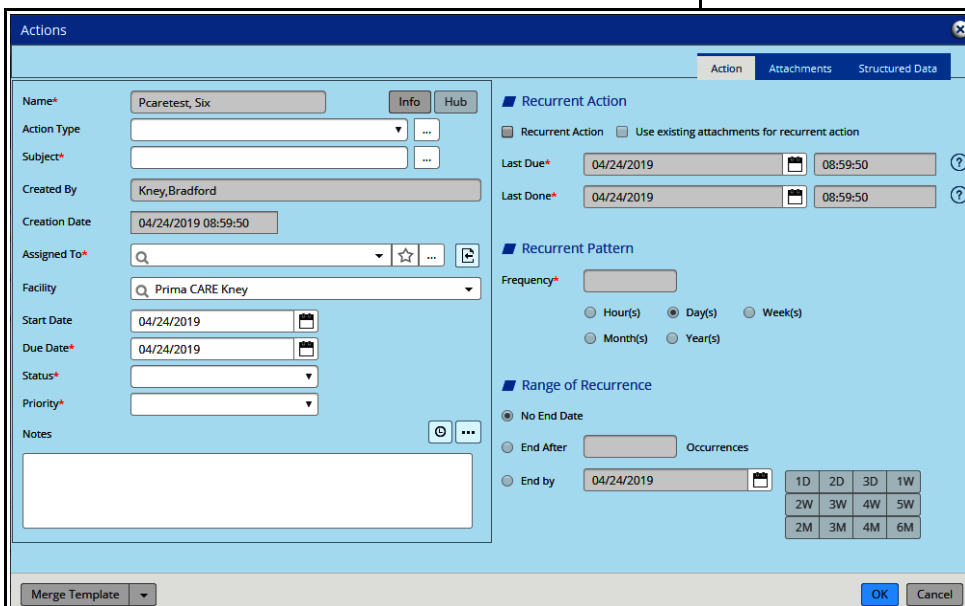 Actions
Action Attachments Structured Data
Name* Pcaretest, Six Info Hub
Action Type ...
Subject* ...
Created By Kney,Bradford
Creation Date 04/24/2019 08:59:50
Assigned To* ...
Facility Prima CARE Kney
Start Date 04/24/2019
Due Date* 04/24/2019
Status*
Priority*
Notes ...
Recurrent Action
Recurrent Action Use existing attachments for recurrent action
Last Due* 04/24/2019 08:59:50 ?
Last Done* 04/24/2019 08:59:50 ?
Recurrent Pattern
Frequency*
Hour(s) Day(s) Week(s)
Month(s) Year(s)
Range of Recurrence
No End Date
End After Occurrences
End by 04/24/2019
1D 2D 3D 1W
2W 3W 4W 5W
2M 3M 4M 6M
Merge Template OK Cancel